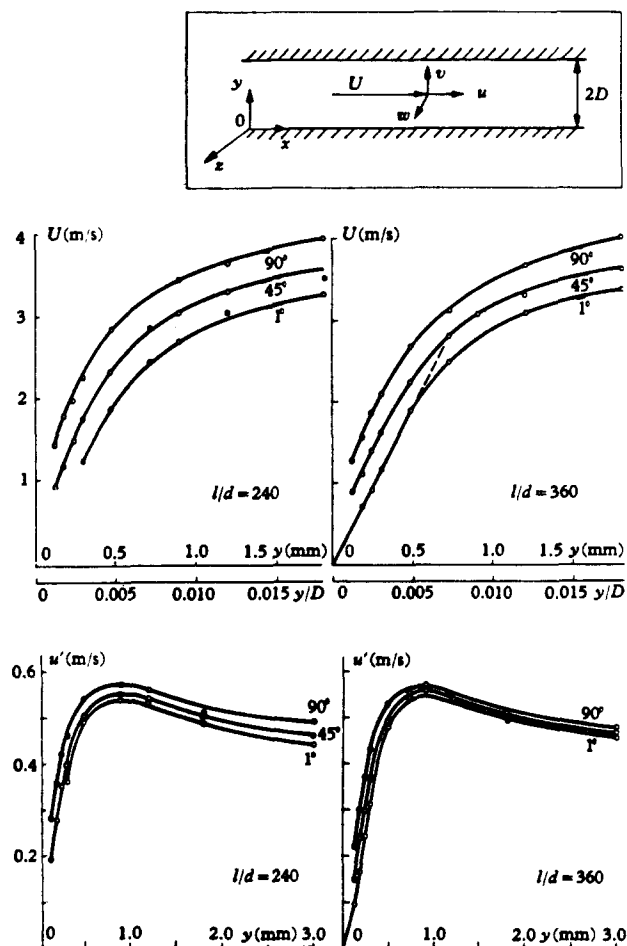 y
v
U
u
2D
0
w
x
z
4 U(m/s)
U(m/s)
90°
90°
45°
45°
3
1°
1°
2
1
l/d = 240
l/d = 360
0 0.5 1.0 1.5 y(mm)
0 0.5 1.0 1.5 y(mm)
0 0.005 0.010 0.015 y/D
0 0.005 0.010 0.015 y/D
u′(m/s)
u′(m/s)
0.6
90°
90°
45°
1°
1°
0.4
0.2
l/d = 240
l/d = 360
0 1.0 2.0 y(mm) 3.0
0 1.0 2.0 y(mm) 3.0